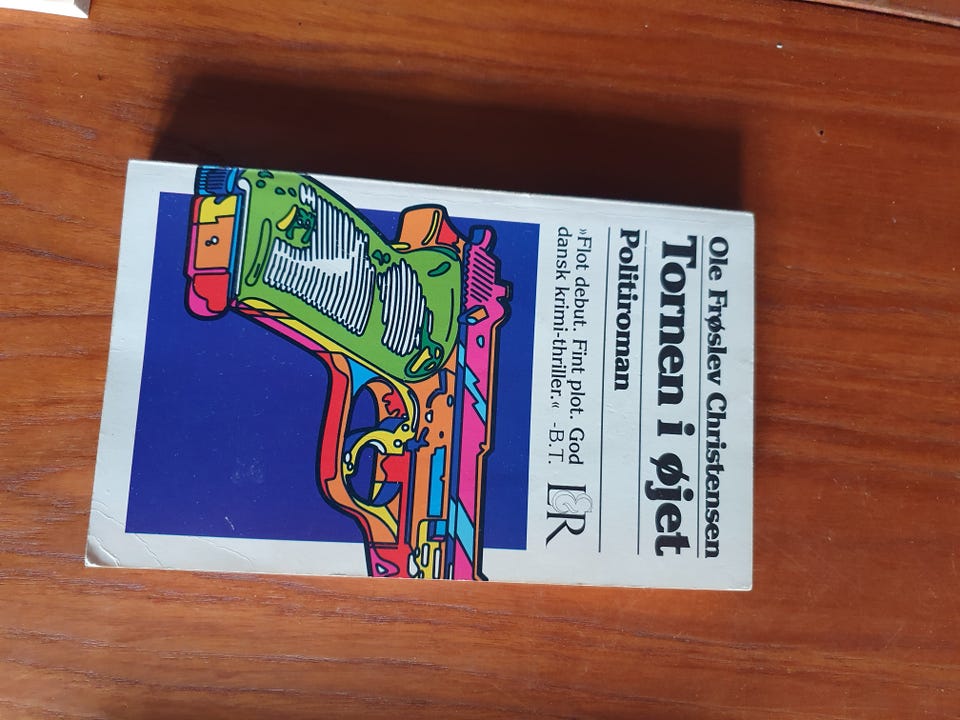 Ole Frøslev Christensen
Tornen i øjet
Politiroman
»Flot debut. Fint plot. God
dansk krimi-thriller.« -B.T.
L&R